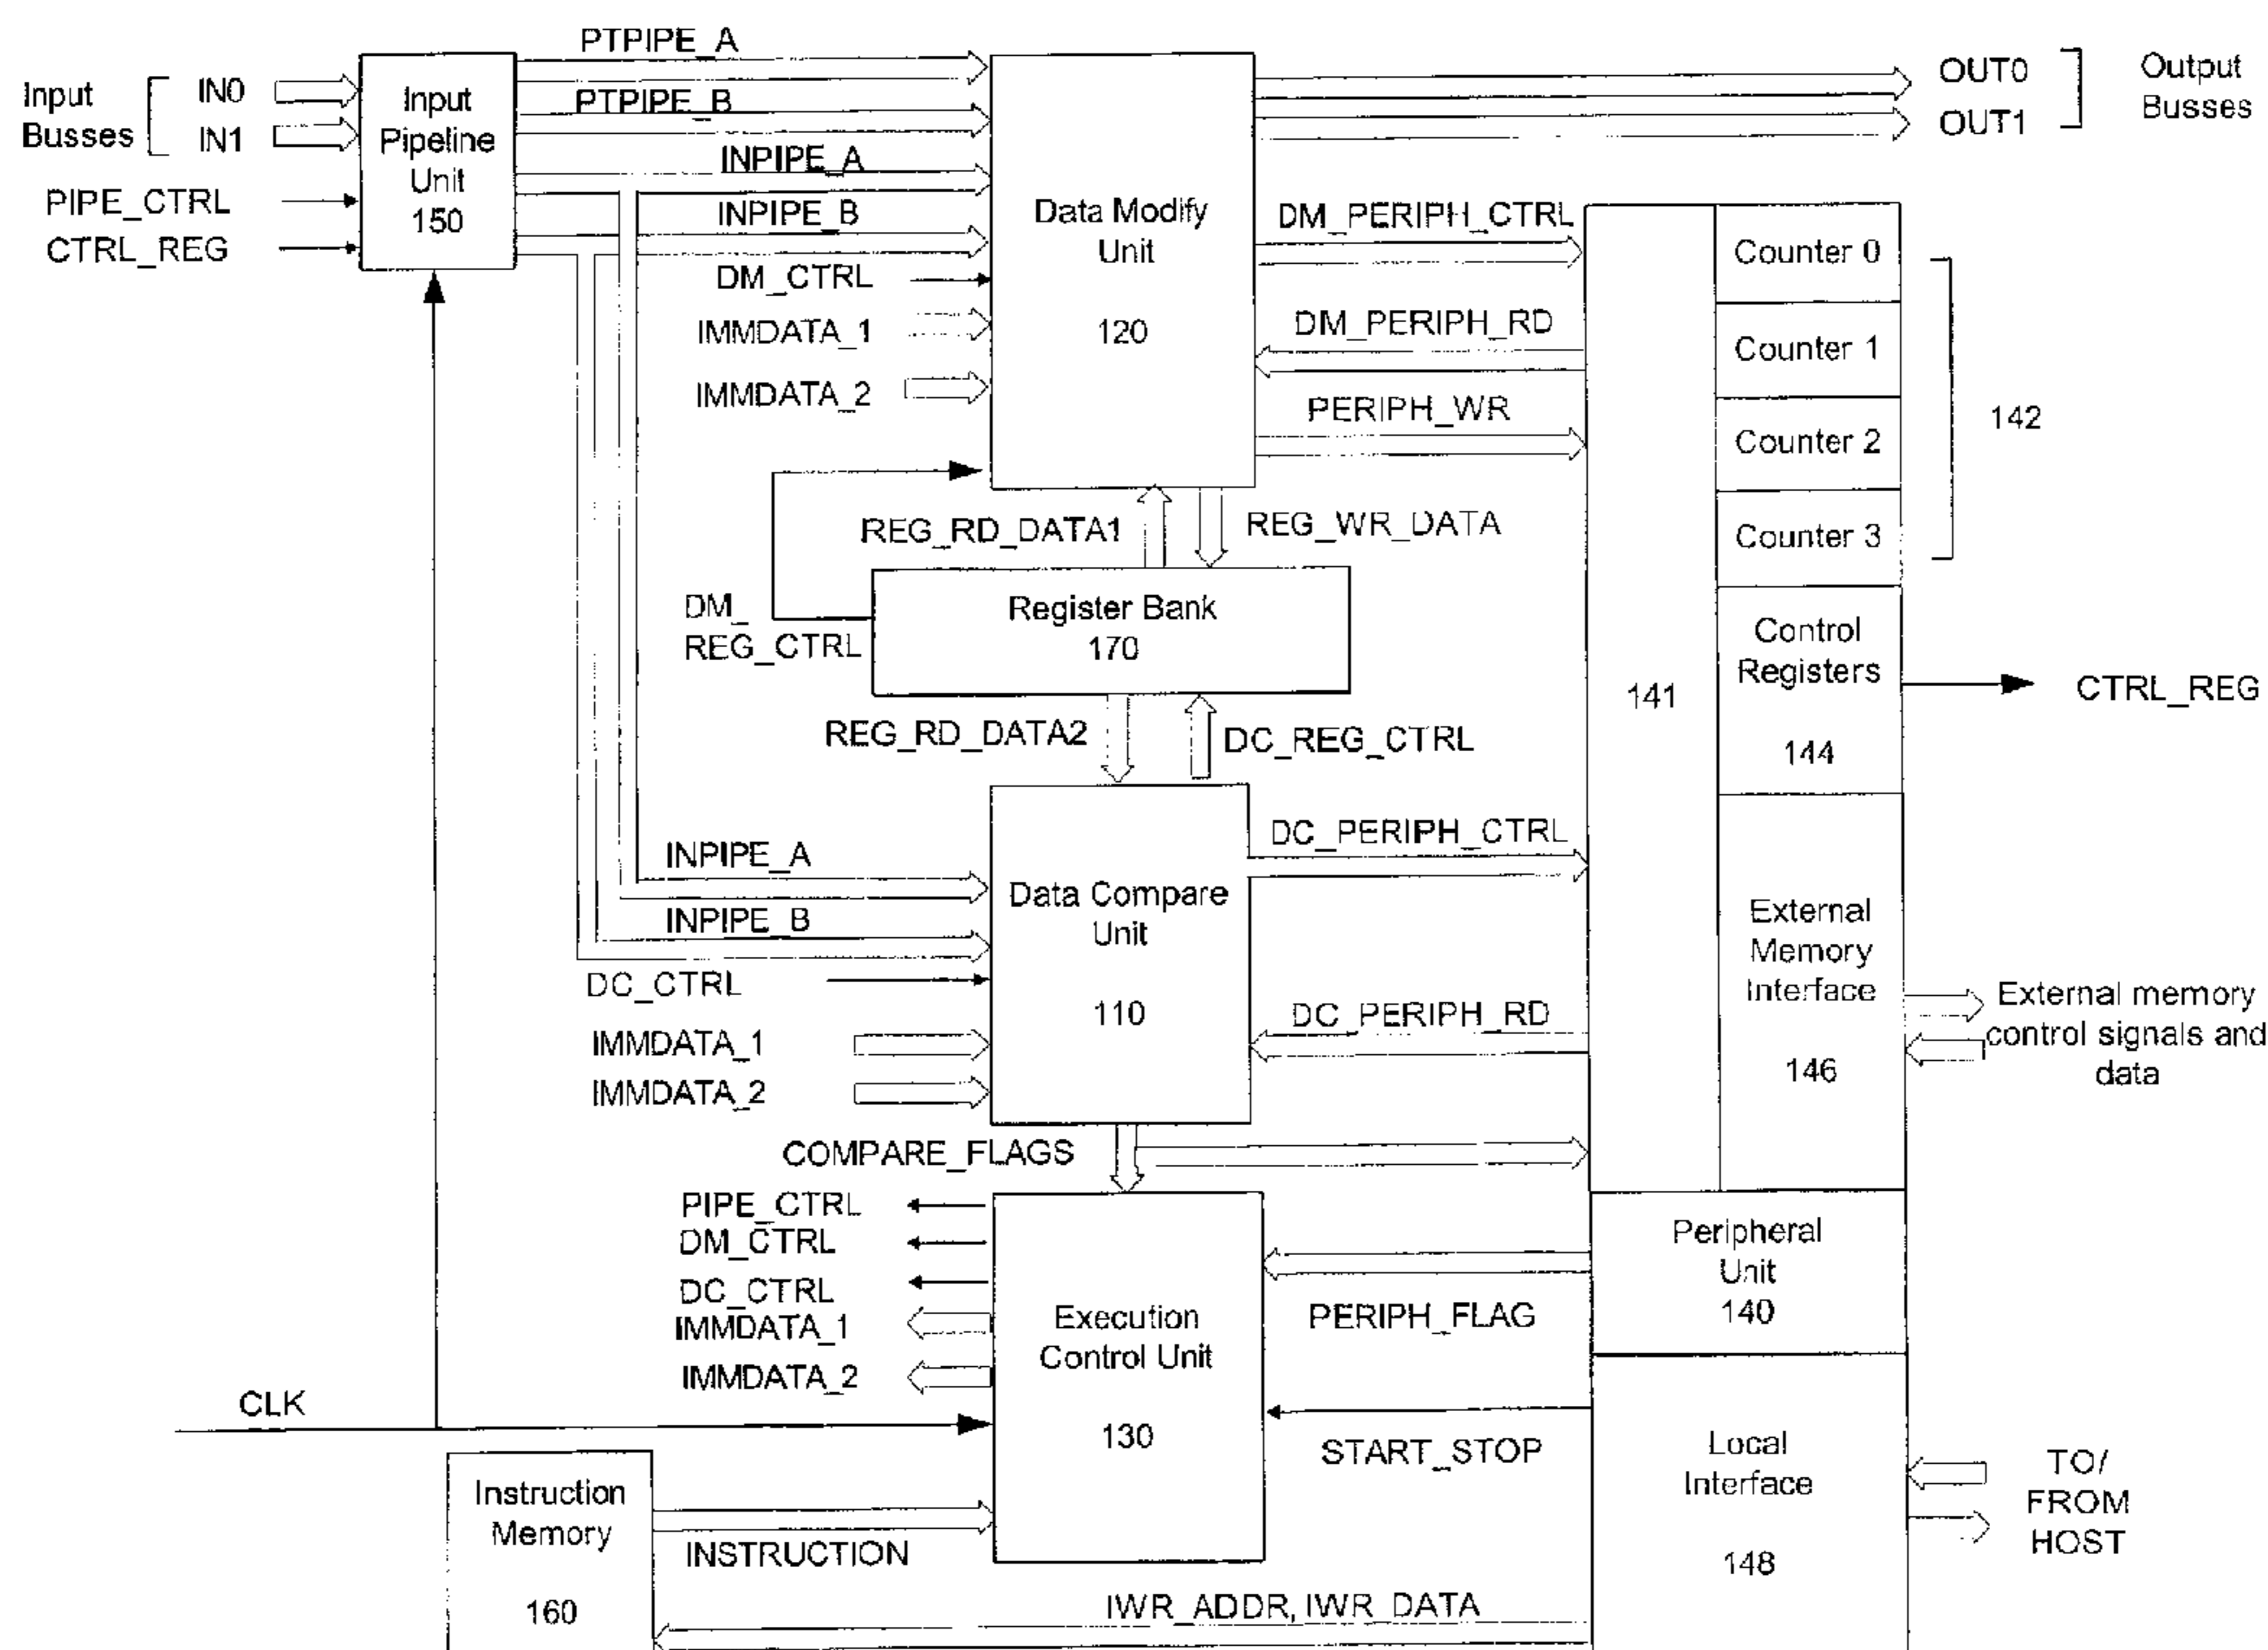 PTPIPE_A
Input
Busses
IN0
IN1
Input
Pipeline
Unit
150
PTPIPE_B
INPIPE_A
INPIPE_B
PIPE_CTRL
CTRL_REG
DM_CTRL
IMMDATA_1
IMMDATA_2
Data Modify
Unit
120
OUT0
OUT1
Output
Busses
DM_PERIPH_CTRL
DM_PERIPH_RD
PERIPH_WR
Counter 0
Counter 1
Counter 2
Counter 3
142
REG_RD_DATA1
REG_WR_DATA
DM_
REG_CTRL
Register Bank
170
Control
Registers
144
141
CTRL_REG
REG_RD_DATA2
DC_REG_CTRL
INPIPE_A
INPIPE_B
DC_CTRL
IMMDATA_1
IMMDATA_2
Data Compare
Unit
110
DC_PERIPH_CTRL
DC_PERIPH_RD
External
Memory
Interface
146
External memory
control signals and
data
COMPARE_FLAGS
PIPE_CTRL
DM_CTRL
DC_CTRL
IMMDATA_1
IMMDATA_2
Execution
Control Unit
130
PERIPH_FLAG
START_STOP
Peripheral
Unit
140
CLK
Instruction
Memory
160
INSTRUCTION
Local
Interface
148
TO/
FROM
HOST
IWR_ADDR, IWR_DATA